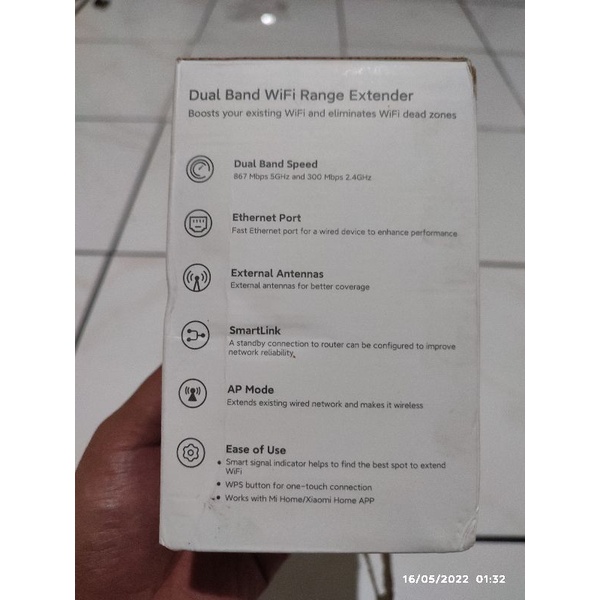 Dual Band WiFi Range Extender
Boosts your existing WiFi and eliminates WiFi dead zones
Dual Band Speed
867 Mbps 5GHz and 300 Mbps 2.4GHz
Ethernet Port
Fast Ethernet port for a wired device to enhance performance
External Antennas
External antennas for better coverage
SmartLink
A standby connection to router can be configured to improve
network reliability.
AP Mode
Extends existing wired network and makes it wireless
Ease of Use
• Smart signal indicator helps to find the best spot to extend
WiFi
• WPS button for one-touch connection
• Works with Mi Home/Xiaomi Home APP
16/05/2022 01:32